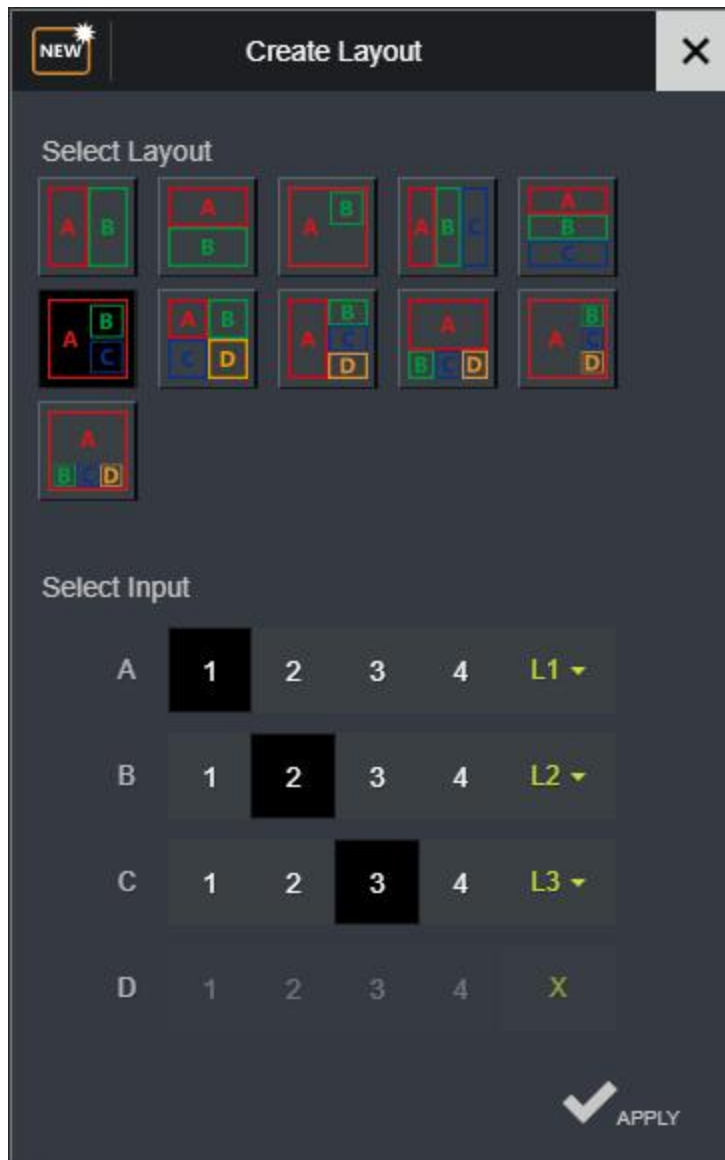 NEW Create Layout X
Select Layout
A B A B A B A B C A B C
A B C A B C D A B C D A B C D A B C D
A B C D
Select Input
A 1 2 3 4 L1
B 1 2 3 4 L2
C 1 2 3 4 L3
D 1 2 3 4 X
APPLY